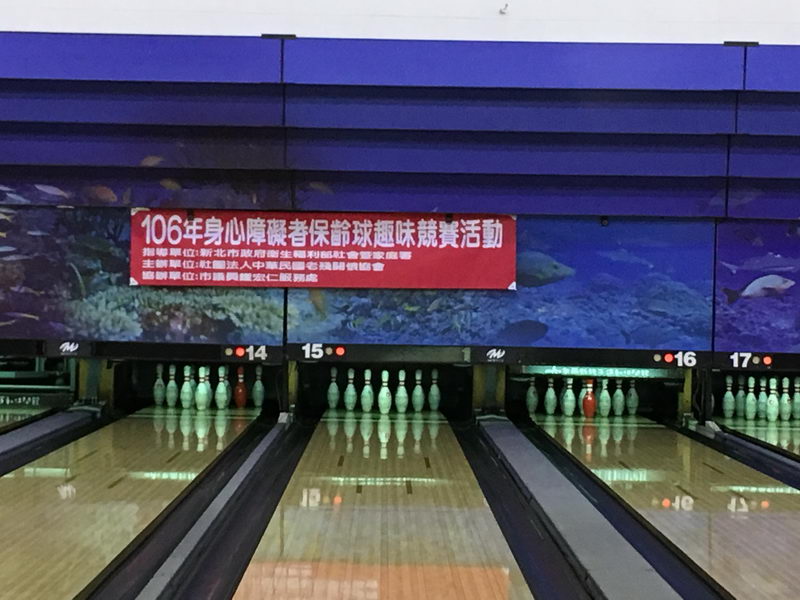 106年身心障礙者保齡球趣味競賽活動
指導單位:新北市政府衛生福利部社會暨家庭署
主辦單位:社團法人中華民國老殘關懷協會
協辦單位:市議員鍾宏仁服務處
14
15
16
17